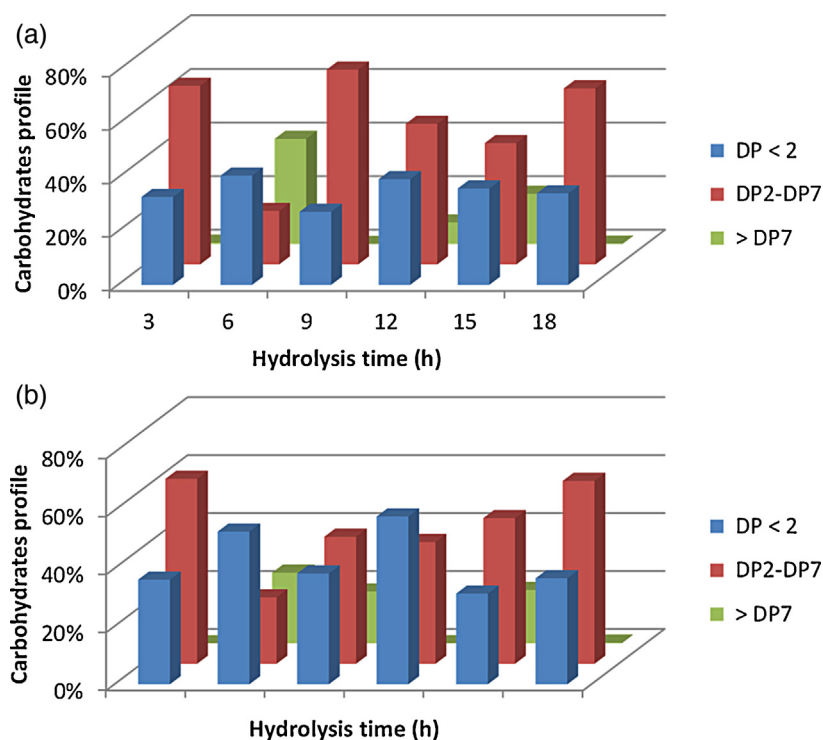 (a)
Carbohydrates profile
80%
60%
40%
20%
0%
3 6 9 12 15 18
Hydrolysis time (h)
DP < 2
DP2-DP7
> DP7
(b)
Carbohydrates profile
80%
60%
40%
20%
0%
Hydrolysis time (h)
DP < 2
DP2-DP7
> DP7